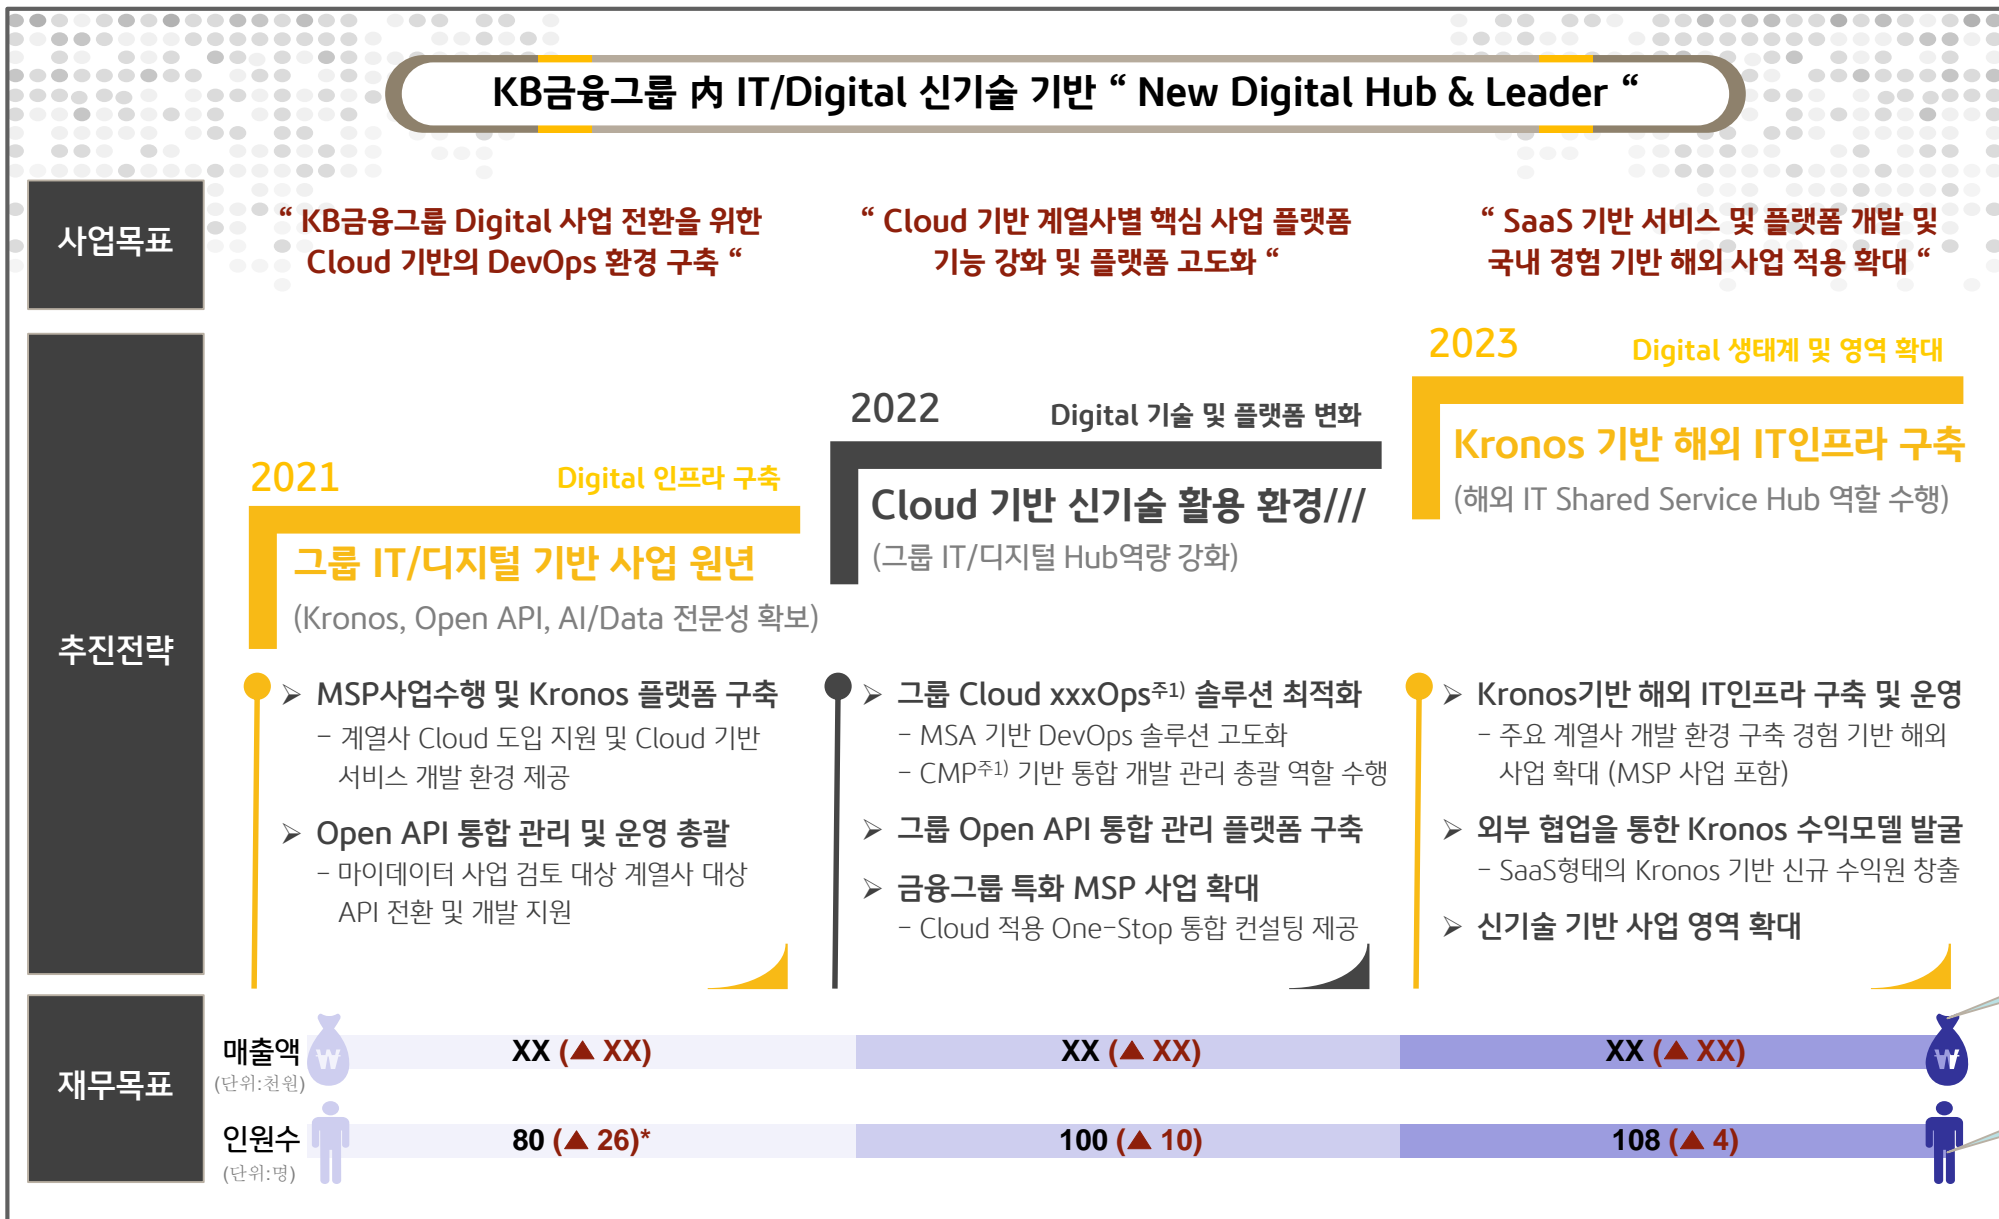 KB금융그룹 內 IT/Digital 신기술 기반 “ New Digital Hub & Leader “
사업목표
“ KB금융그룹 Digital 사업 전환을 위한
Cloud 기반의 DevOps 환경 구축 “
“ Cloud 기반 계열사별 핵심 사업 플랫폼
기능 강화 및 플랫폼 고도화 “
“ SaaS 기반 서비스 및 플랫폼 개발 및
국내 경험 기반 해외 사업 적용 확대 “
추진전략
2021
Digital 인프라 구축
그룹 IT/디지털 기반 사업 원년
(Kronos, Open API, AI/Data 전문성 확보)
➢ MSP사업수행 및 Kronos 플랫폼 구축
- 계열사 Cloud 도입 지원 및 Cloud 기반
서비스 개발 환경 제공
➢ Open API 통합 관리 및 운영 총괄
- 마이데이터 사업 검토 대상 계열사 대상
API 전환 및 개발 지원
2022
Digital 기술 및 플랫폼 변화
Cloud 기반 신기술 활용 환경///
(그룹 IT/디지털 Hub역량 강화)
➢ 그룹 Cloud xxxOps주1) 솔루션 최적화
- MSA 기반 DevOps 솔루션 고도화
- CMP주1) 기반 통합 개발 관리 총괄 역할 수행
➢ 그룹 Open API 통합 관리 플랫폼 구축
➢ 금융그룹 특화 MSP 사업 확대
- Cloud 적용 One-Stop 통합 컨설팅 제공
2023
Digital 생태계 및 영역 확대
Kronos 기반 해외 IT인프라 구축
(해외 IT Shared Service Hub 역할 수행)
➢ Kronos기반 해외 IT인프라 구축 및 운영
- 주요 계열사 개발 환경 구축 경험 기반 해외
사업 확대 (MSP 사업 포함)
➢ 외부 협업을 통한 Kronos 수익모델 발굴
- SaaS형태의 Kronos 기반 신규 수익원 창출
➢ 신기술 기반 사업 영역 확대
재무목표
매출액
(단위:천원)
₩
XX (▲ XX)
XX (▲ XX)
XX (▲ XX)
₩
인원수
(단위:명)
80 (▲ 26)*
100 (▲ 10)
108 (▲ 4)